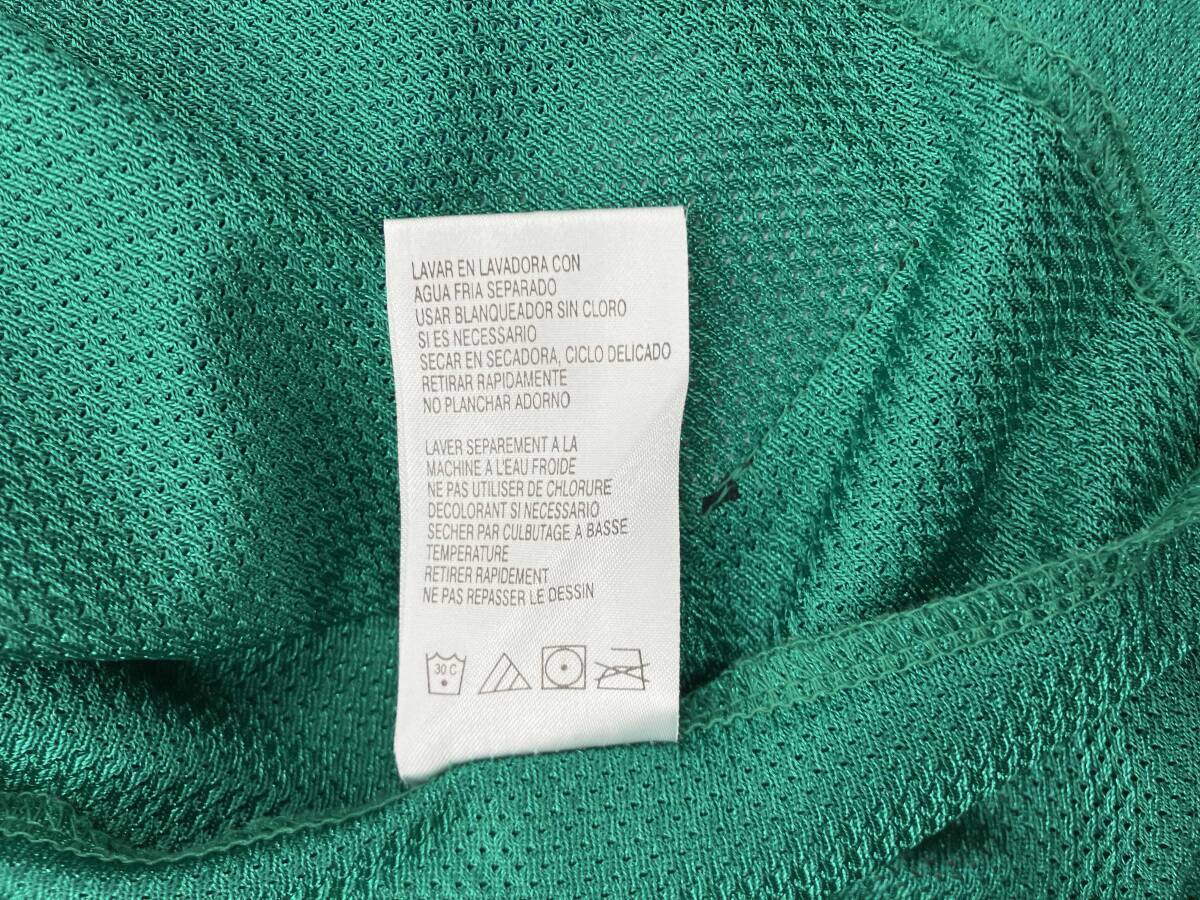 LAVAR EN LAVADORA CON
AGUA FRIA SEPARADO
USAR BLANQUEADOR SIN CLORO
SI ES NECESSARIO
SECAR EN SECADORA, CICLO DELICADO
RETIRAR RAPIDAMENTE
NO PLANCHAR ADORNO
LAVER SEPAREMENT A LA
MACHINE A L'EAU FROIDE
NE PAS UTILISER DE CHLORURE
DECOLORANT SI NECESSARIO
SECHER PAR CULBUTAGE A BASSE
TEMPERATURE
RETIRER RAPIDEMENT
NE PAS REPASSER LE DESSIN
30 C